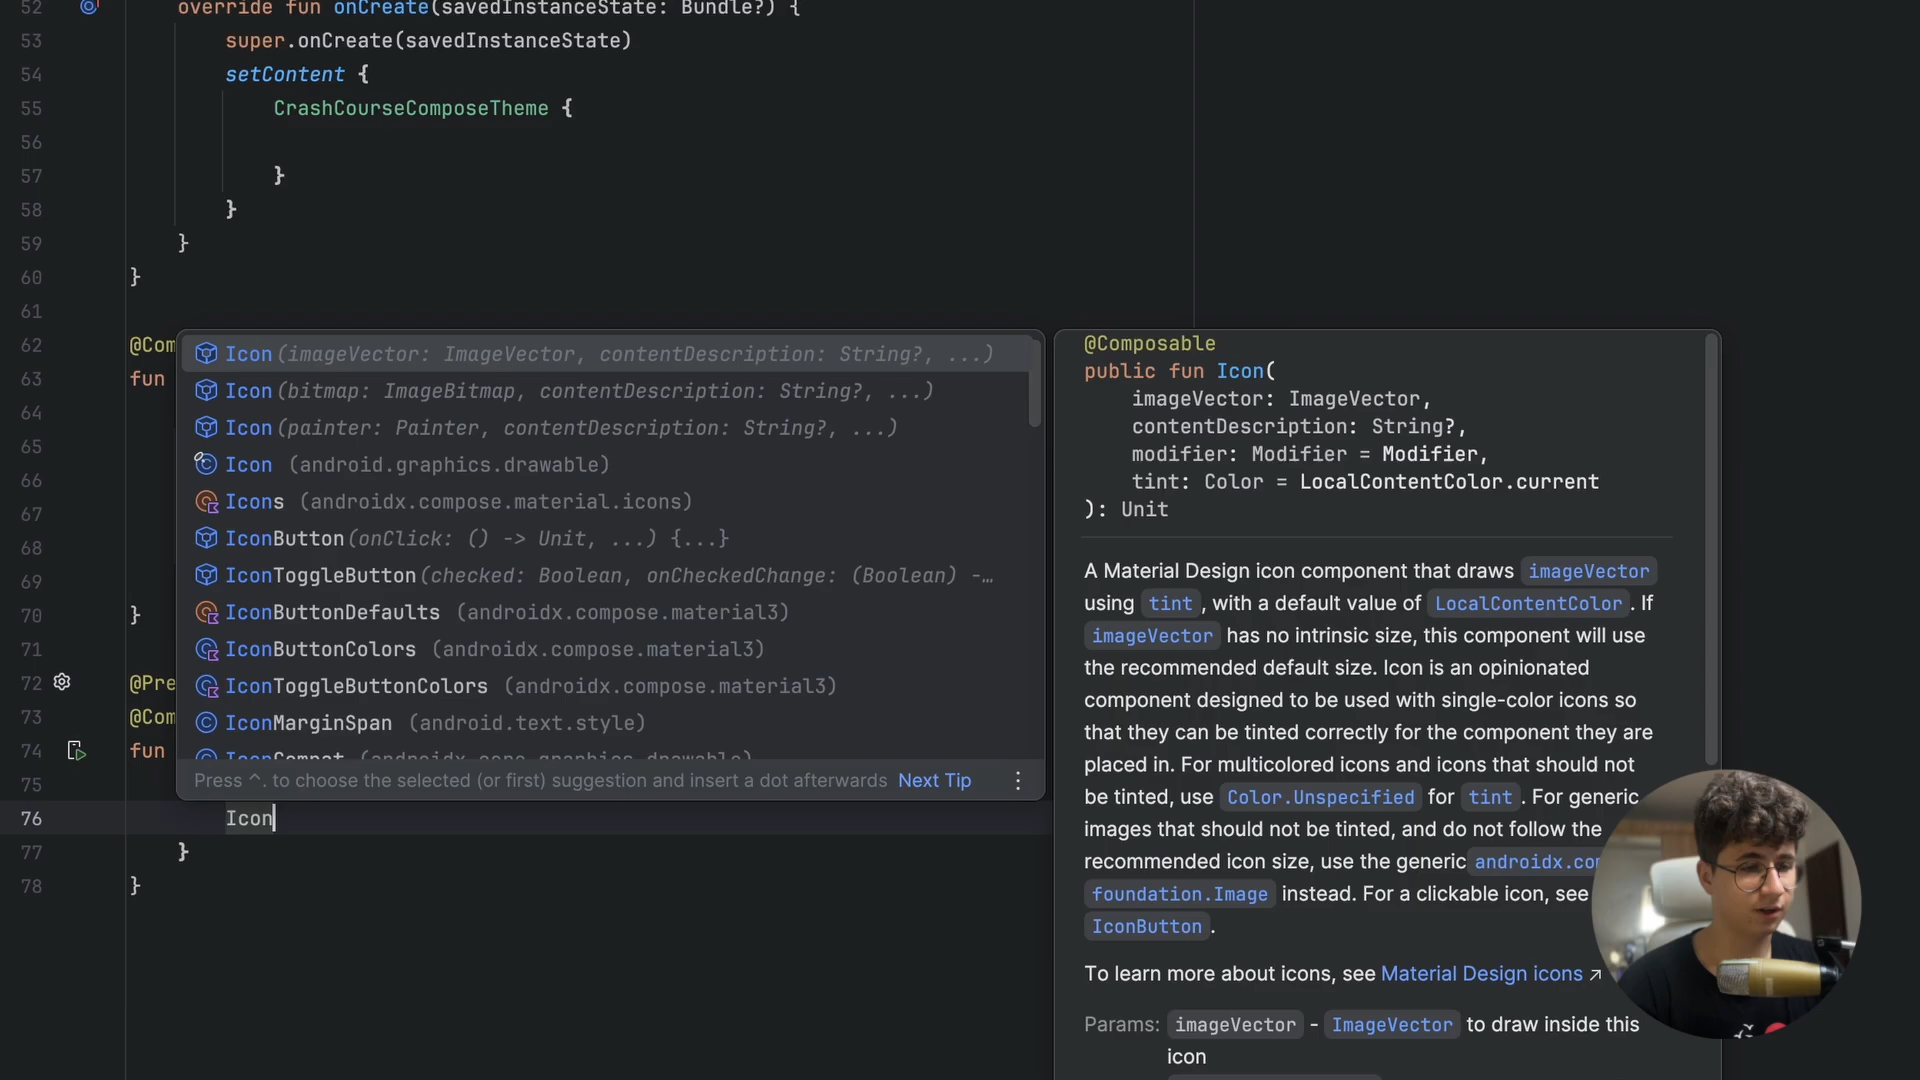 52 override fun onCreate(savedInstanceState: Bundle?) {
53 super.onCreate(savedInstanceState)
54 setContent {
55 CrashCourseComposeTheme {
56
57 }
58 }
59 }
60 }
61
62 @Com
63 fun
64
65
66
67
68
69
70 }
71
72 @Pre
73 @Com
74 fun
75
76 Icon
77 }
78 }
Icon(imageVector: ImageVector, contentDescription: String?, ...)
Icon(bitmap: ImageBitmap, contentDescription: String?, ...)
Icon(painter: Painter, contentDescription: String?, ...)
Icon (android.graphics.drawable)
Icons (androidx.compose.material.icons)
IconButton(onClick: () -> Unit, ...) {...}
IconToggleButton(checked: Boolean, onCheckedChange: (Boolean) -…
IconButtonDefaults (androidx.compose.material3)
IconButtonColors (androidx.compose.material3)
IconToggleButtonColors (androidx.compose.material3)
IconMarginSpan (android.text.style)
IconCompat (androidx.core.graphics.drawable)
Press ^. to choose the selected (or first) suggestion and insert a dot afterwards Next Tip
@Composable
public fun Icon(
imageVector: ImageVector,
contentDescription: String?,
modifier: Modifier = Modifier,
tint: Color = LocalContentColor.current
): Unit
A Material Design icon component that draws imageVector
using tint , with a default value of LocalContentColor . If
imageVector has no intrinsic size, this component will use
the recommended default size. Icon is an opinionated
component designed to be used with single-color icons so
that they can be tinted correctly for the component they are
placed in. For multicolored icons and icons that should not
be tinted, use Color.Unspecified for tint . For generic
images that should not be tinted, and do not follow the
recommended icon size, use the generic androidx.co
foundation.Image instead. For a clickable icon, see
IconButton .
To learn more about icons, see Material Design icons ↗
Params: imageVector - ImageVector to draw inside this
icon